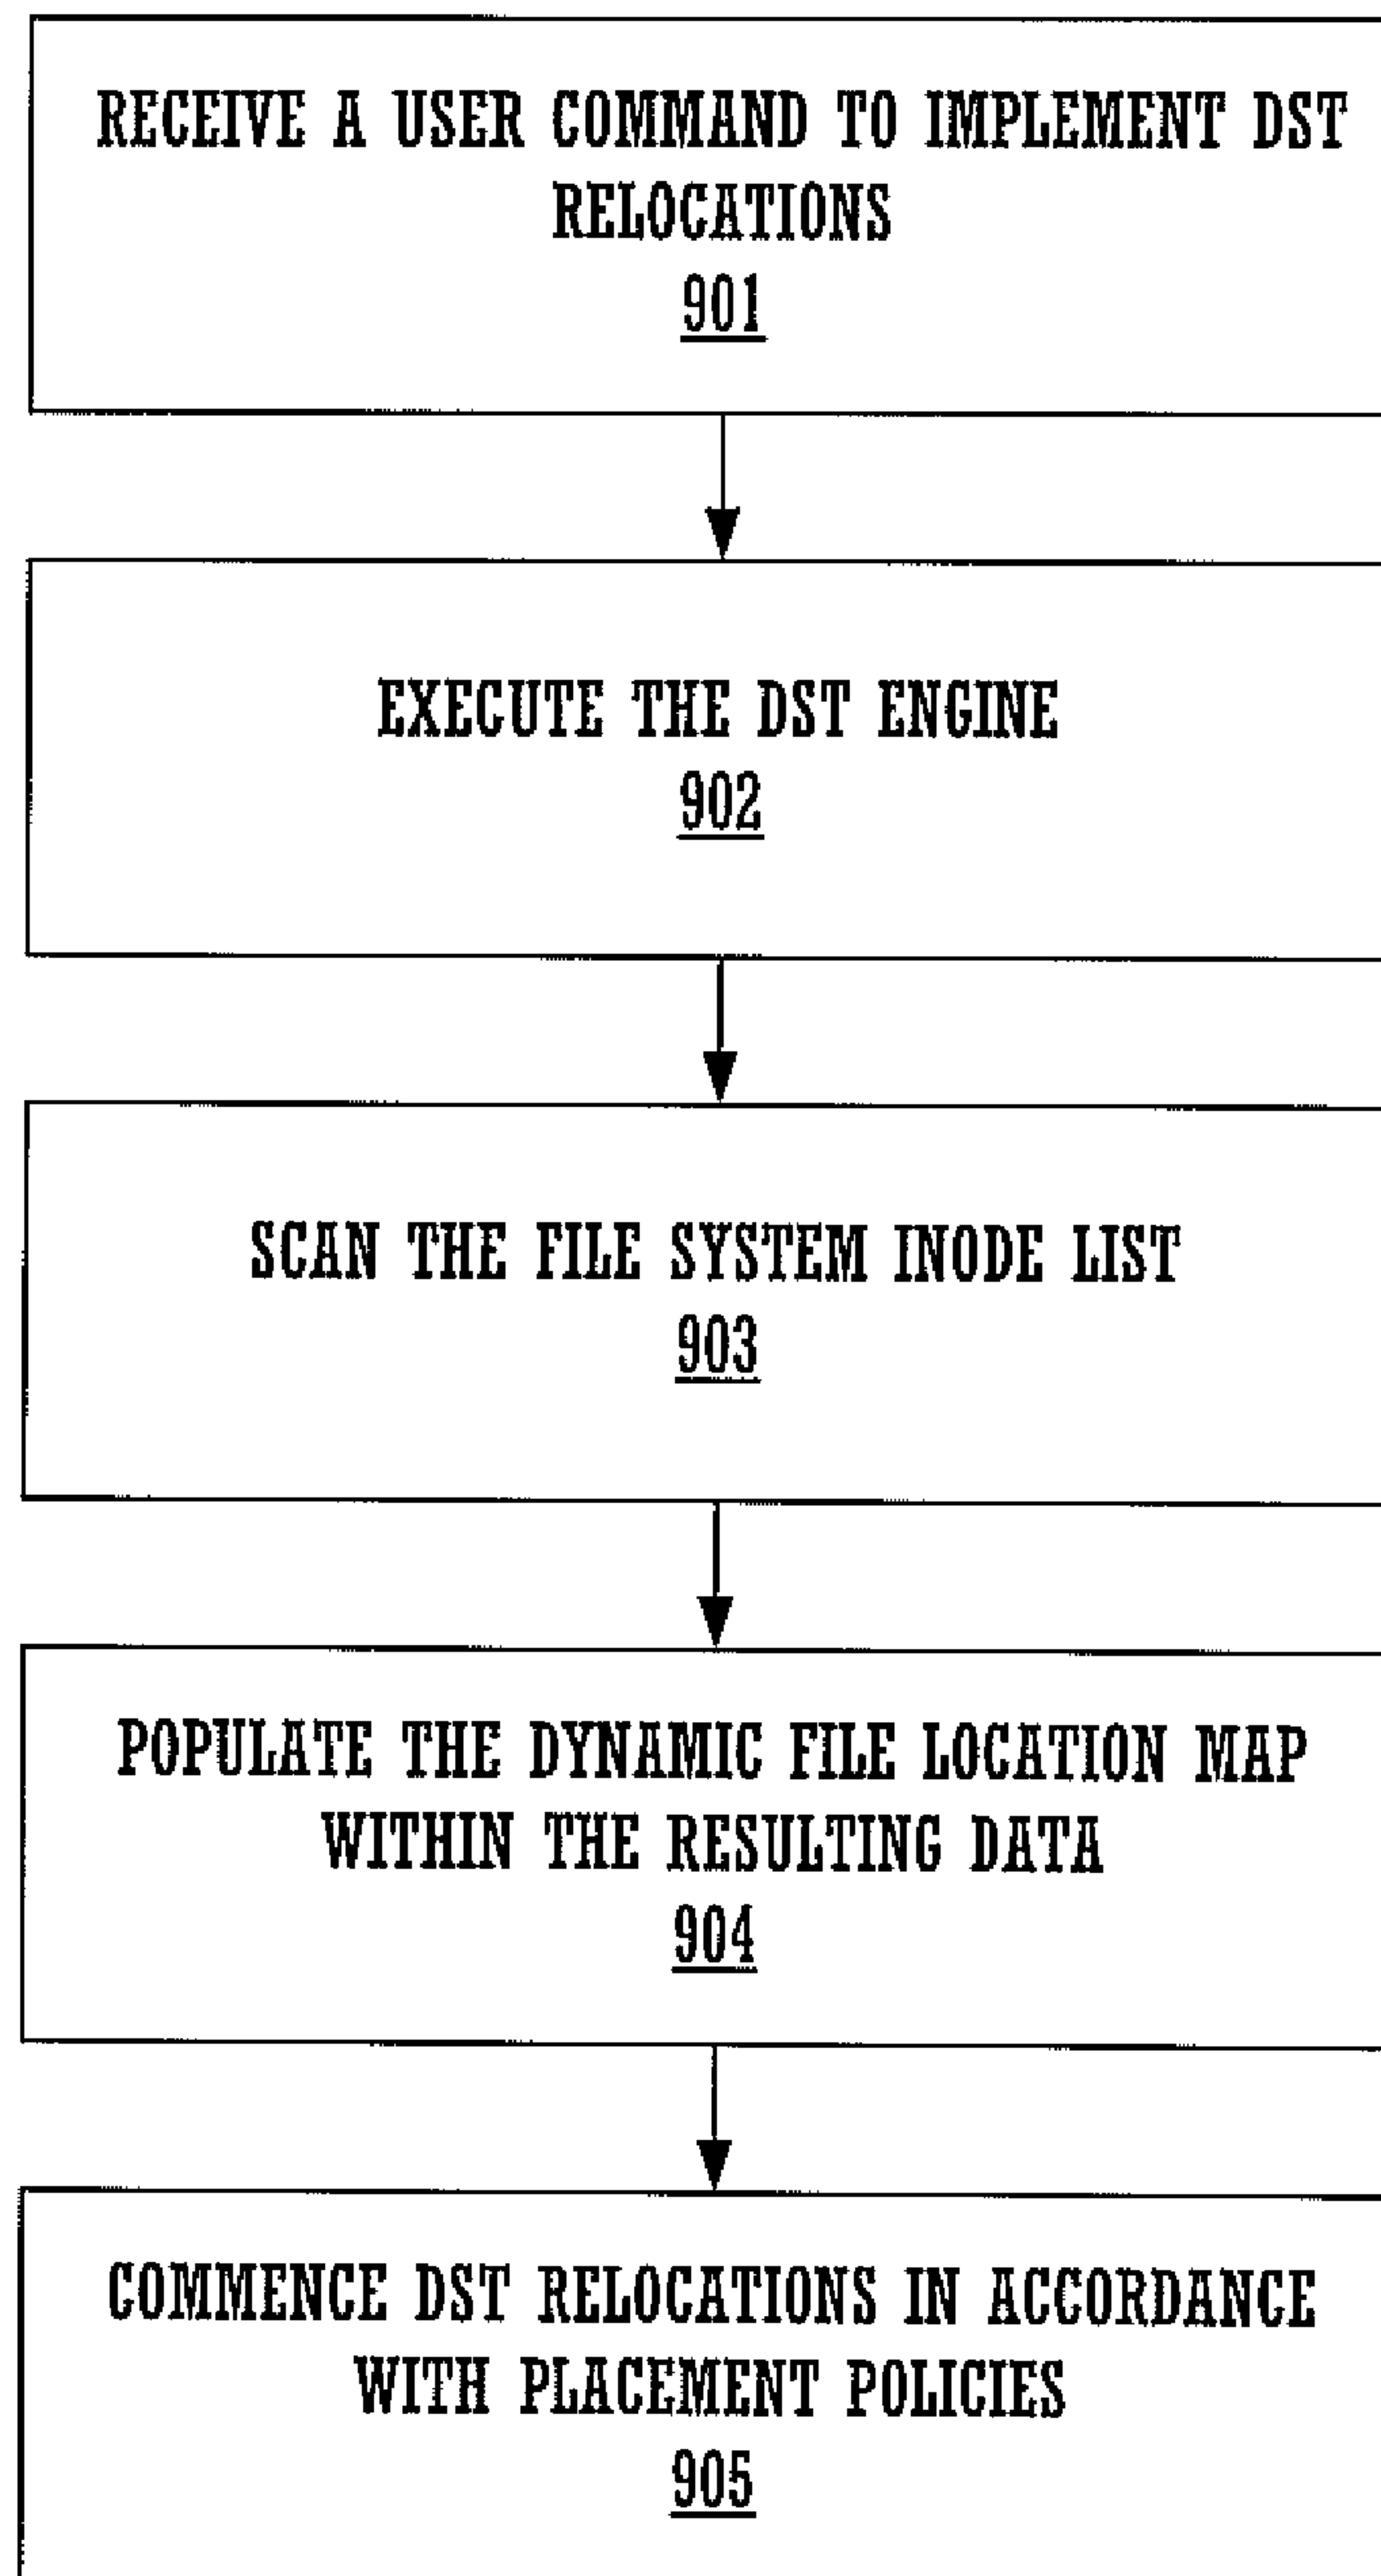 RECEIVE A USER COMMAND TO IMPLEMENT DST
RELOCATIONS
901
EXECUTE THE DST ENGINE
902
SCAN THE FILE SYSTEM INODE LIST
903
POPULATE THE DYNAMIC FILE LOCATION MAP
WITHIN THE RESULTING DATA
904
COMMENCE DST RELOCATIONS IN ACCORDANCE
WITH PLACEMENT POLICIES
905